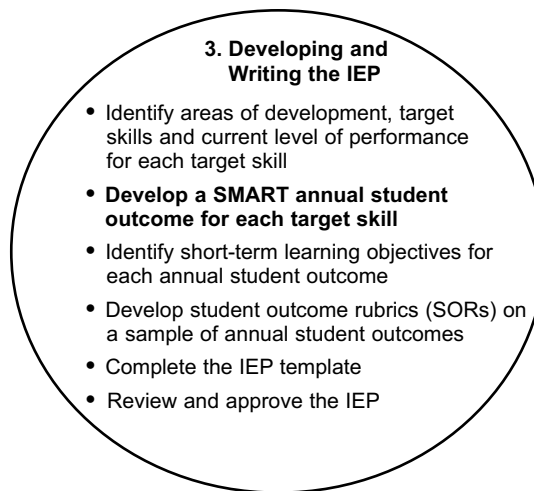 3. Developing and
Writing the IEP
• Identify areas of development, target
skills and current level of performance
for each target skill
• Develop a SMART annual student
outcome for each target skill
• Identify short-term learning objectives for
each annual student outcome
• Develop student outcome rubrics (SORs) on
a sample of annual student outcomes
• Complete the IEP template
• Review and approve the IEP